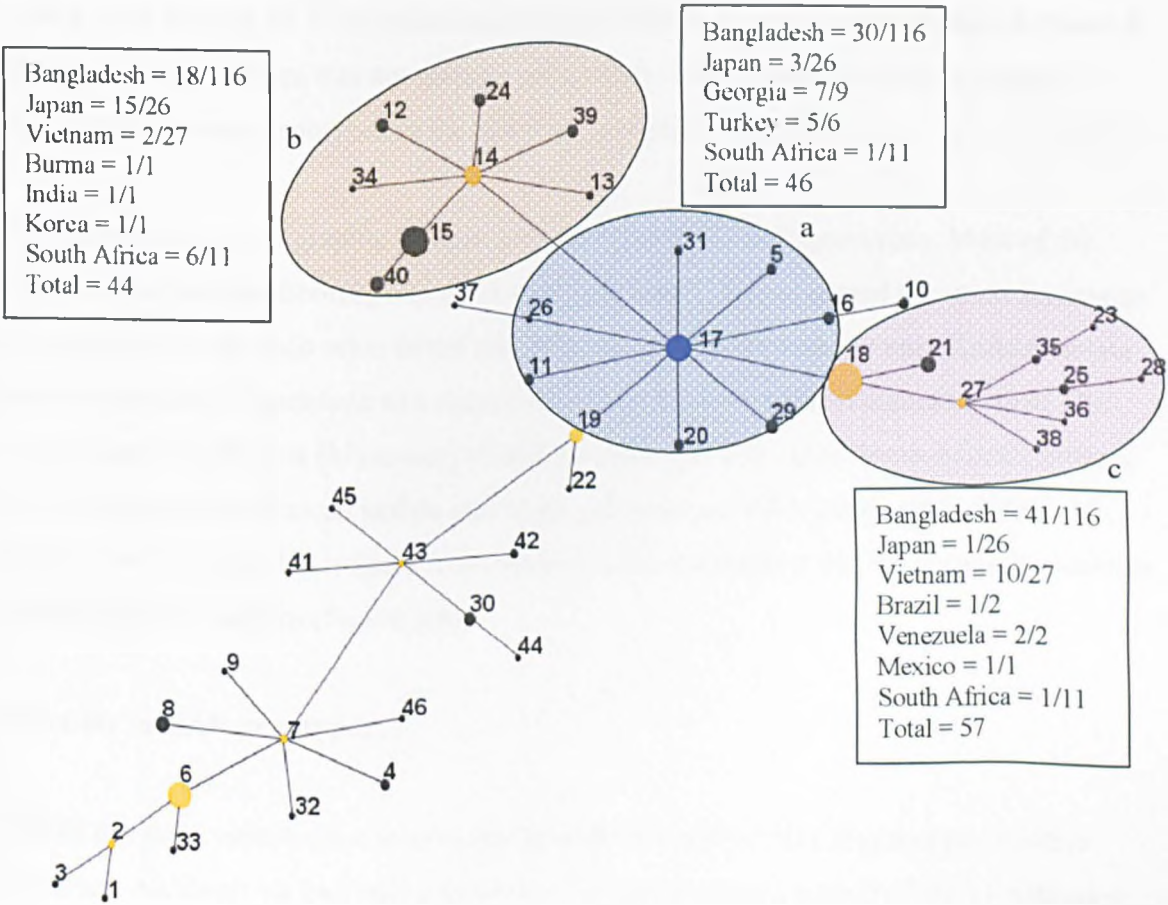 Bangladesh = 18/116
Japan = 15/26
Vietnam = 2/27
Burma = 1/1
India = 1/1
Korea = 1/1
South Africa = 6/11
Total = 44
Bangladesh = 30/116
Japan = 3/26
Georgia = 7/9
Turkey = 5/6
South Africa = 1/11
Total = 46
b
12
24
39
14
34
13
15
40
a
31
5
37
26
16
10
17
11
19
20
29
22
18
21
23
35
27
25
28
36
38
c
Bangladesh = 41/116
Japan = 1/26
Vietnam = 10/27
Brazil = 1/2
Venezuela = 2/2
Mexico = 1/1
South Africa = 1/11
Total = 57
45
41
43
42
30
44
9
8
7
46
6
4
32
2
33
3
1